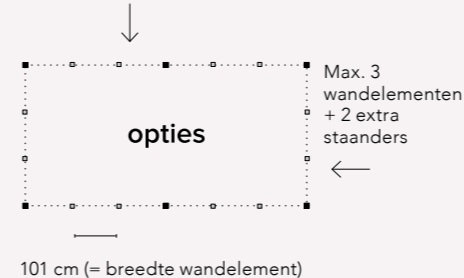 Max. 3
wandelementen
+ 2 extra
staanders
opties
101 cm (= breedte wandelement)